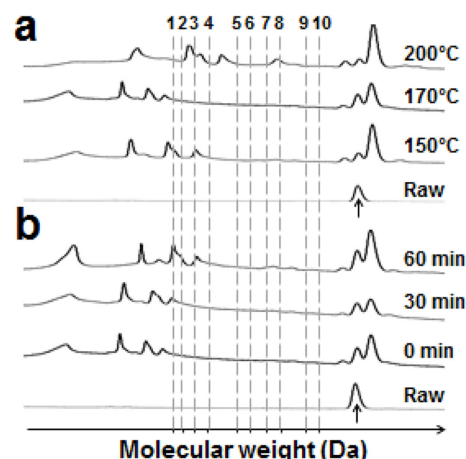 a
1 2 3 4 5 6 7 8 9 10
200°C
170°C
150°C
Raw
b
60 min
30 min
0 min
Raw
Molecular weight (Da)